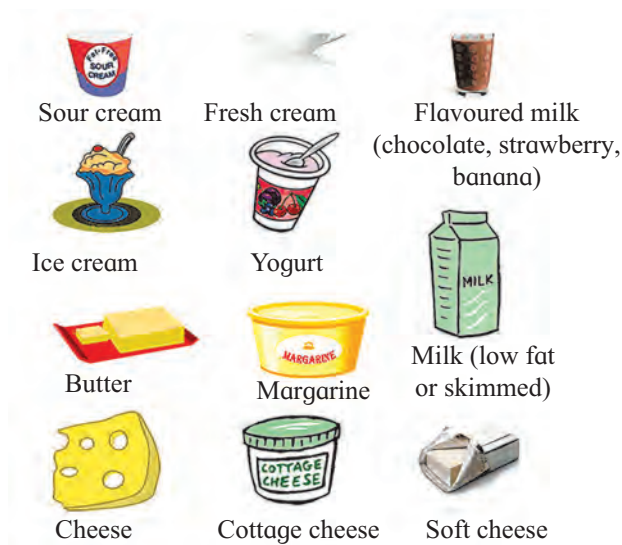 Fat-Free
SOUR
CREAM
Sour cream
Fresh cream
Flavoured milk
(chocolate, strawberry,
banana)
Ice cream
Yogurt
MILK
Milk (low fat
or skimmed)
Butter
MARGARINE
Margarine
Cheese
COTTAGE
CHEESE
Cottage cheese
Soft cheese